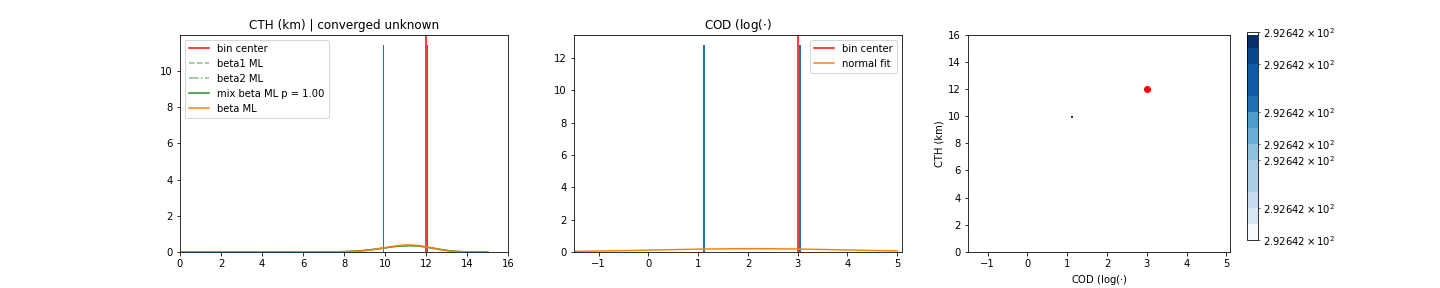 CTH (km) | converged unknown
bin center
beta1 ML
beta2 ML
mix beta ML p = 1.00
beta ML
10
8
6
4
2
0
0 2 4 6 8 10 12 14 16
COD (log(·)
bin center
normal fit
12
10
8
6
4
2
0
−1 0 1 2 3 4 5
16
14
12
10
8
6
4
2
0
CTH (km)
−1 0 1 2 3 4 5
COD (log(·)
2.92642 × 10²
2.92642 × 10²
2.92642 × 10²
2.92642 × 10²
2.92642 × 10²
2.92642 × 10²
2.92642 × 10²